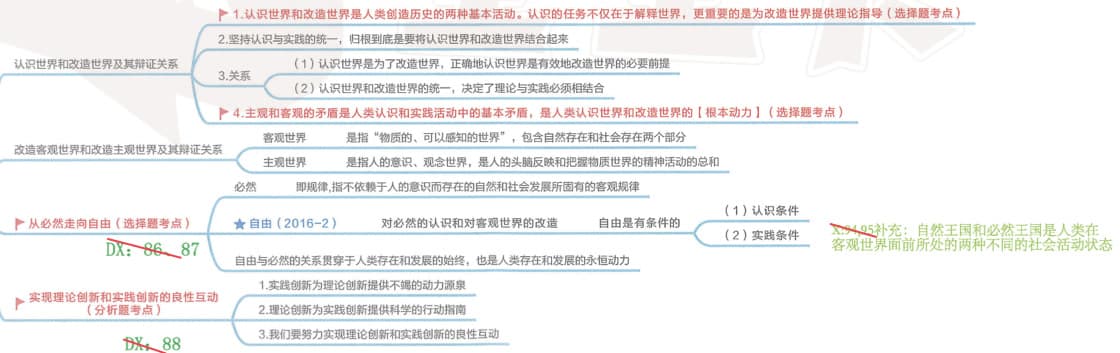 1.认识世界和改造世界是人类创造历史的两种基本活动。认识的任务不仅在于解释世界，更重要的是为改造世界提供理论指导（选择题考点）
2.坚持认识与实践的统一，归根到底是要将认识世界和改造世界结合起来
认识世界和改造世界及其辩证关系
3.关系
（1）认识世界是为了改造世界，正确地认识世界是有效地改造世界的必要前提
（2）认识世界和改造世界的统一，决定了理论与实践必须相结合
4.主观和客观的矛盾是人类认识和实践活动中的基本矛盾，是人类认识世界和改造世界的【根本动力】（选择题考点）
改造客观世界和改造主观世界及其辩证关系
客观世界 是指“物质的、可以感知的世界”，包含自然存在和社会存在两个部分
主观世界 是指人的意识、观念世界，是人的头脑反映和把握物质世界的精神活动的总和
必然 即规律,指不依赖于人的意识而存在的自然和社会发展所固有的客观规律
从必然走向自由（选择题考点）
自由（2016-2） 对必然的认识和对客观世界的改造 自由是有条件的
（1）认识条件
（2）实践条件
X:94,95补充：自然王国和必然王国是人类在
客观世界面前所处的两种不同的社会活动状态
DX：86、87
自由与必然的关系贯穿于人类存在和发展的始终，也是人类存在和发展的永恒动力
实现理论创新和实践创新的良性互动
（分析题考点）
1.实践创新为理论创新提供不竭的动力源泉
2.理论创新为实践创新提供科学的行动指南
3.我们要努力实现理论创新和实践创新的良性互动
DX：88